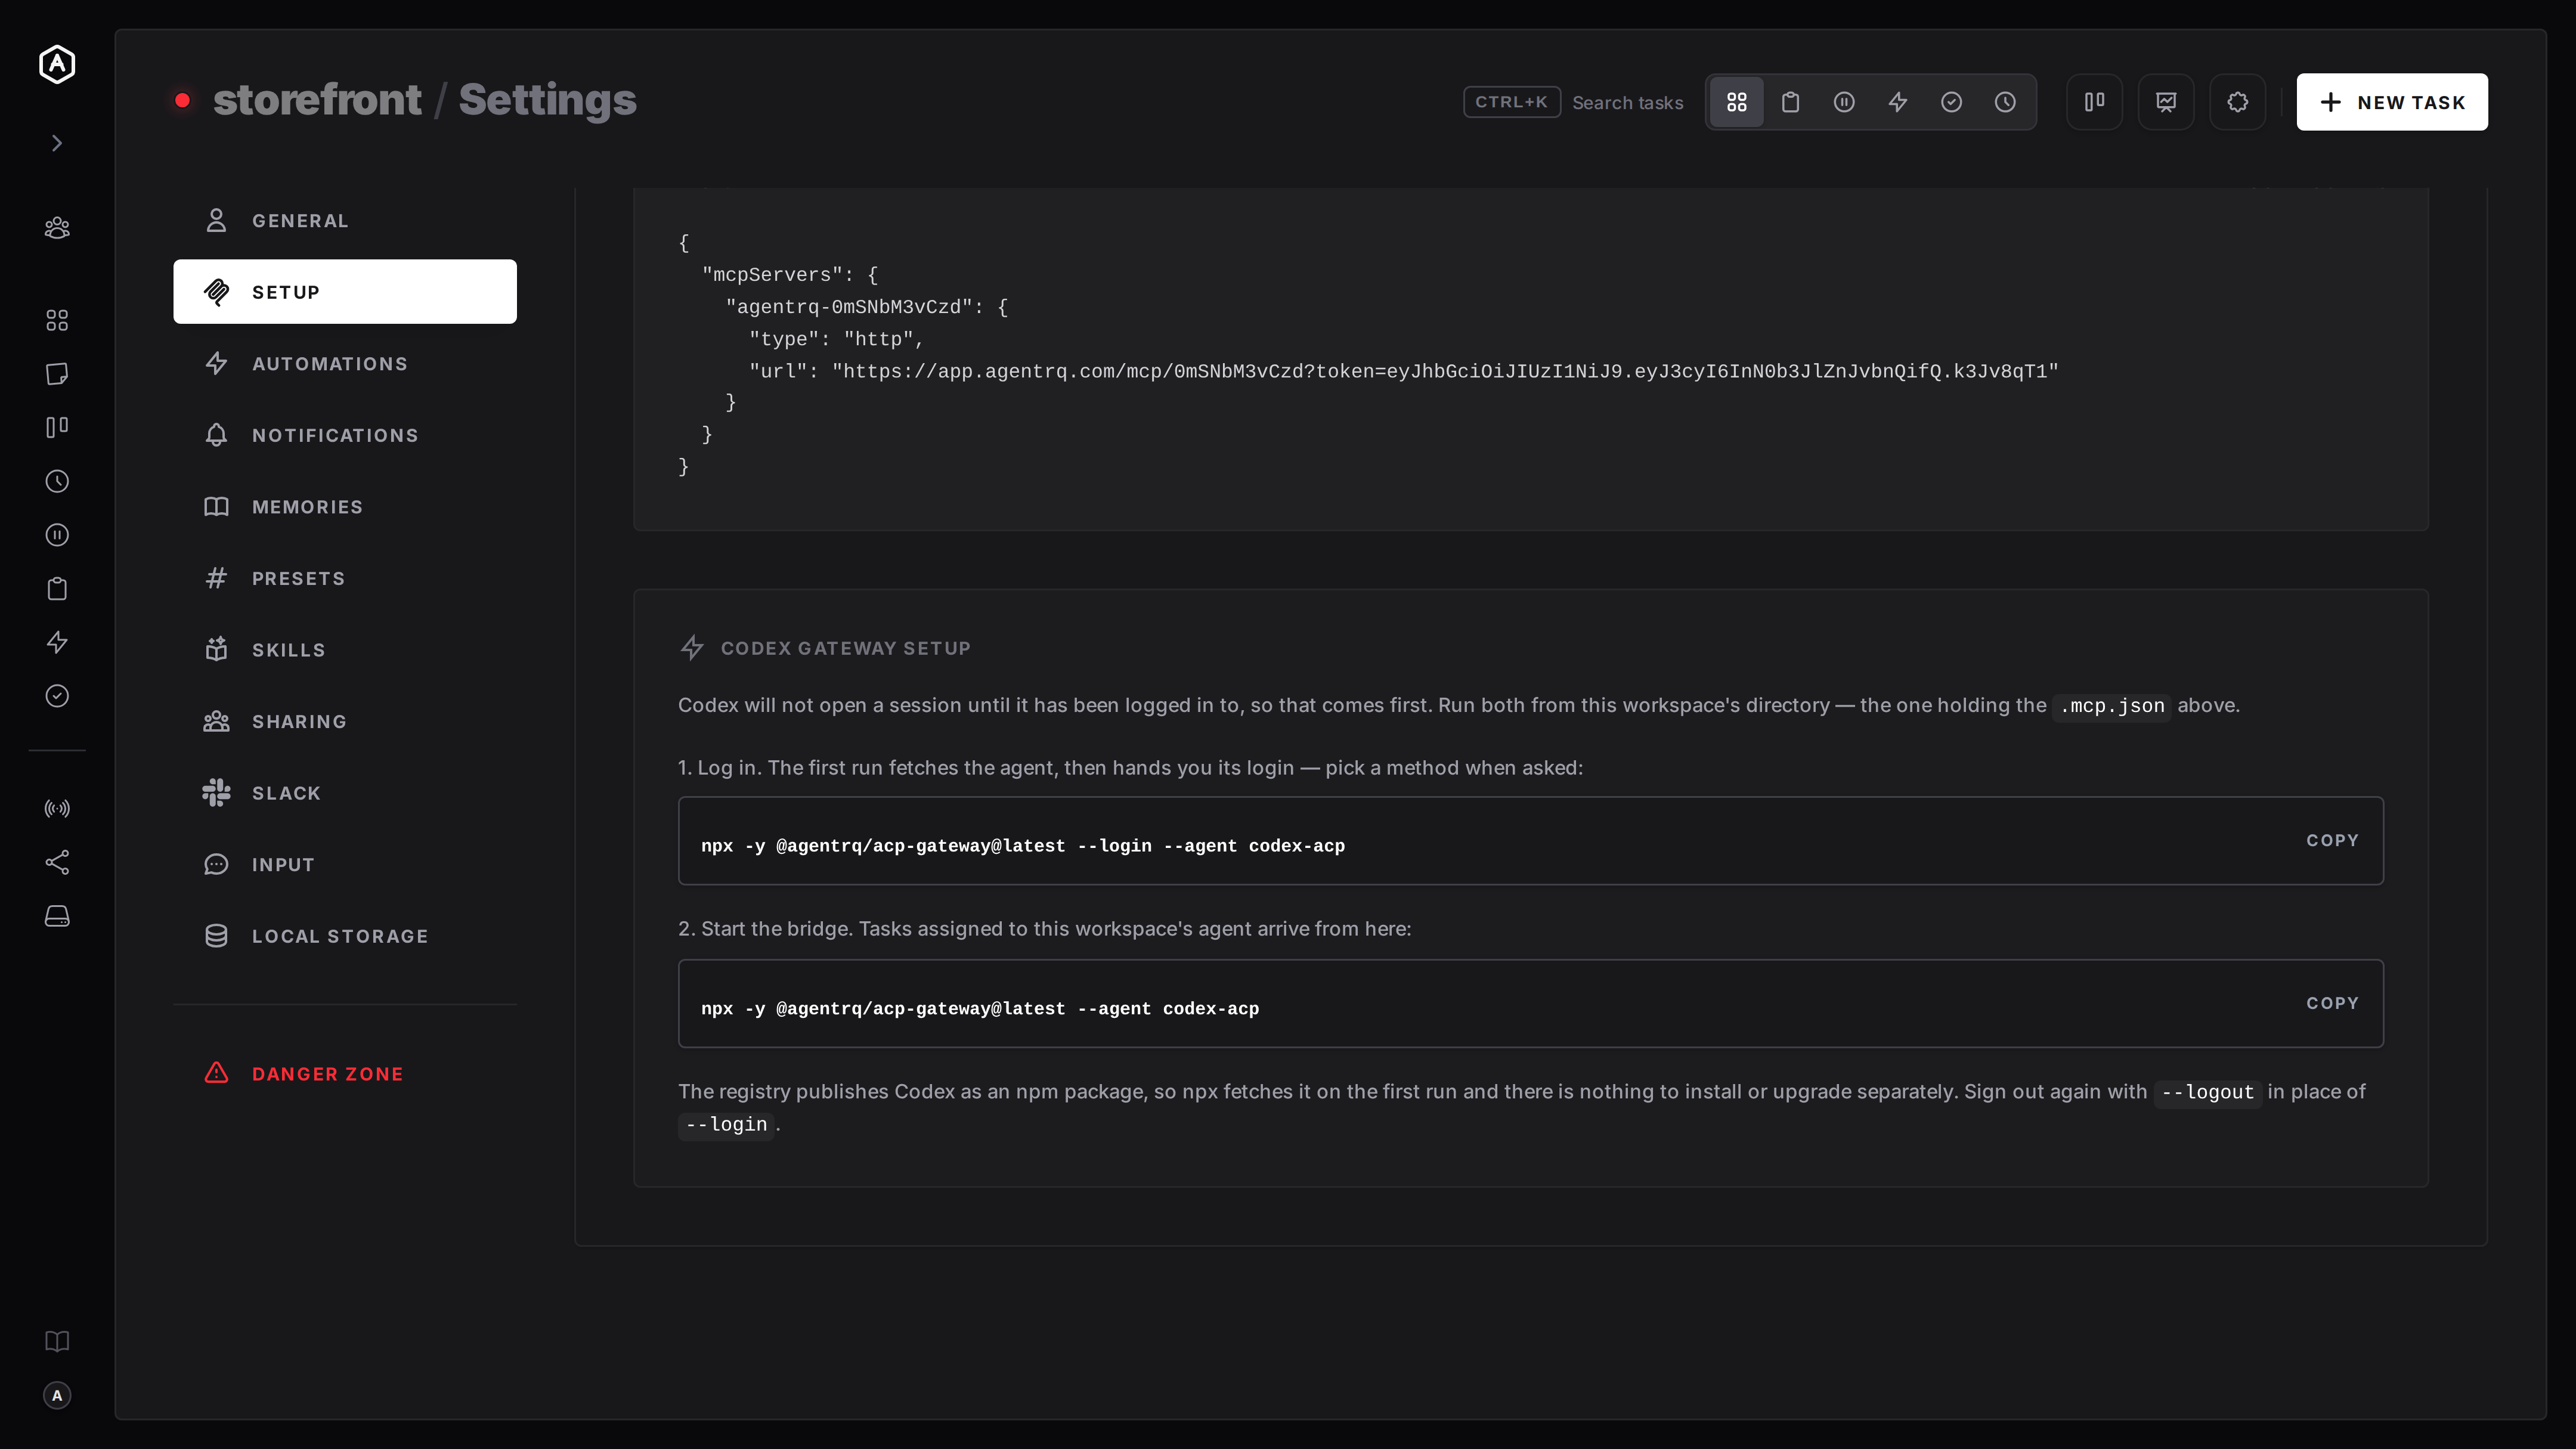 storefront / Settings
CTRL+K Search tasks
NEW TASK
GENERAL
SETUP
AUTOMATIONS
NOTIFICATIONS
MEMORIES
PRESETS
SKILLS
SHARING
SLACK
INPUT
LOCAL STORAGE
DANGER ZONE
{
"mcpServers": {
"agentrq-0mSNbM3vCzd": {
"type": "http",
"url": "https://app.agentrq.com/mcp/0mSNbM3vCzd?token=eyJhbGciOiJIUzI1NiJ9.eyJ3cyI6InN0b3JlZnJvbnQifQ.k3Jv8qT1"
}
}
}
CODEX GATEWAY SETUP
Codex will not open a session until it has been logged in to, so that comes first. Run both from this workspace's directory — the one holding the .mcp.json above.
1. Log in. The first run fetches the agent, then hands you its login — pick a method when asked:
npx -y @agentrq/acp-gateway@latest --login --agent codex-acp
COPY
2. Start the bridge. Tasks assigned to this workspace's agent arrive from here:
npx -y @agentrq/acp-gateway@latest --agent codex-acp
COPY
The registry publishes Codex as an npm package, so npx fetches it on the first run and there is nothing to install or upgrade separately. Sign out again with --logout in place of
--login.
A